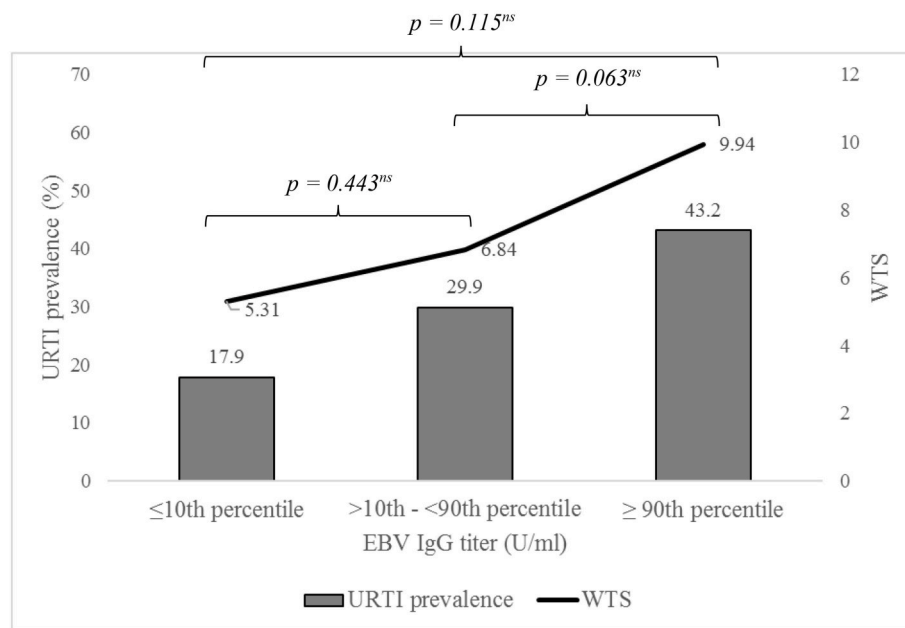 p = 0.115ns
p = 0.063ns
p = 0.443ns
70
60
50
40
30
20
10
0
URTI prevalence (%)
12
10
8
6
4
2
0
WTS
5.31
6.84
9.94
17.9
29.9
43.2
≤10th percentile
>10th - <90th percentile
≥ 90th percentile
EBV IgG titer (U/ml)
URTI prevalence
WTS